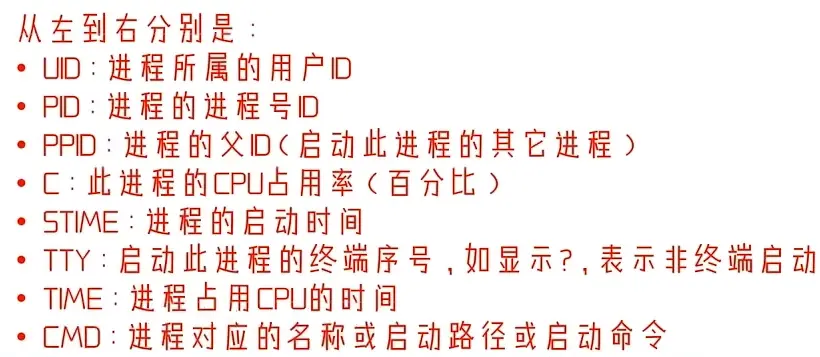 从左到右分别是：
• UID：进程所属的用户ID
• PID：进程的进程号ID
• PPID：进程的父ID（启动此进程的其它进程）
• C：此进程的CPU占用率（百分比）
• STIME：进程的启动时间
• TTY：启动此进程的终端序号,如显示?,表示非终端启动
• TIME：进程占用CPU的时间
• CMD：进程对应的名称或启动路径或启动命令